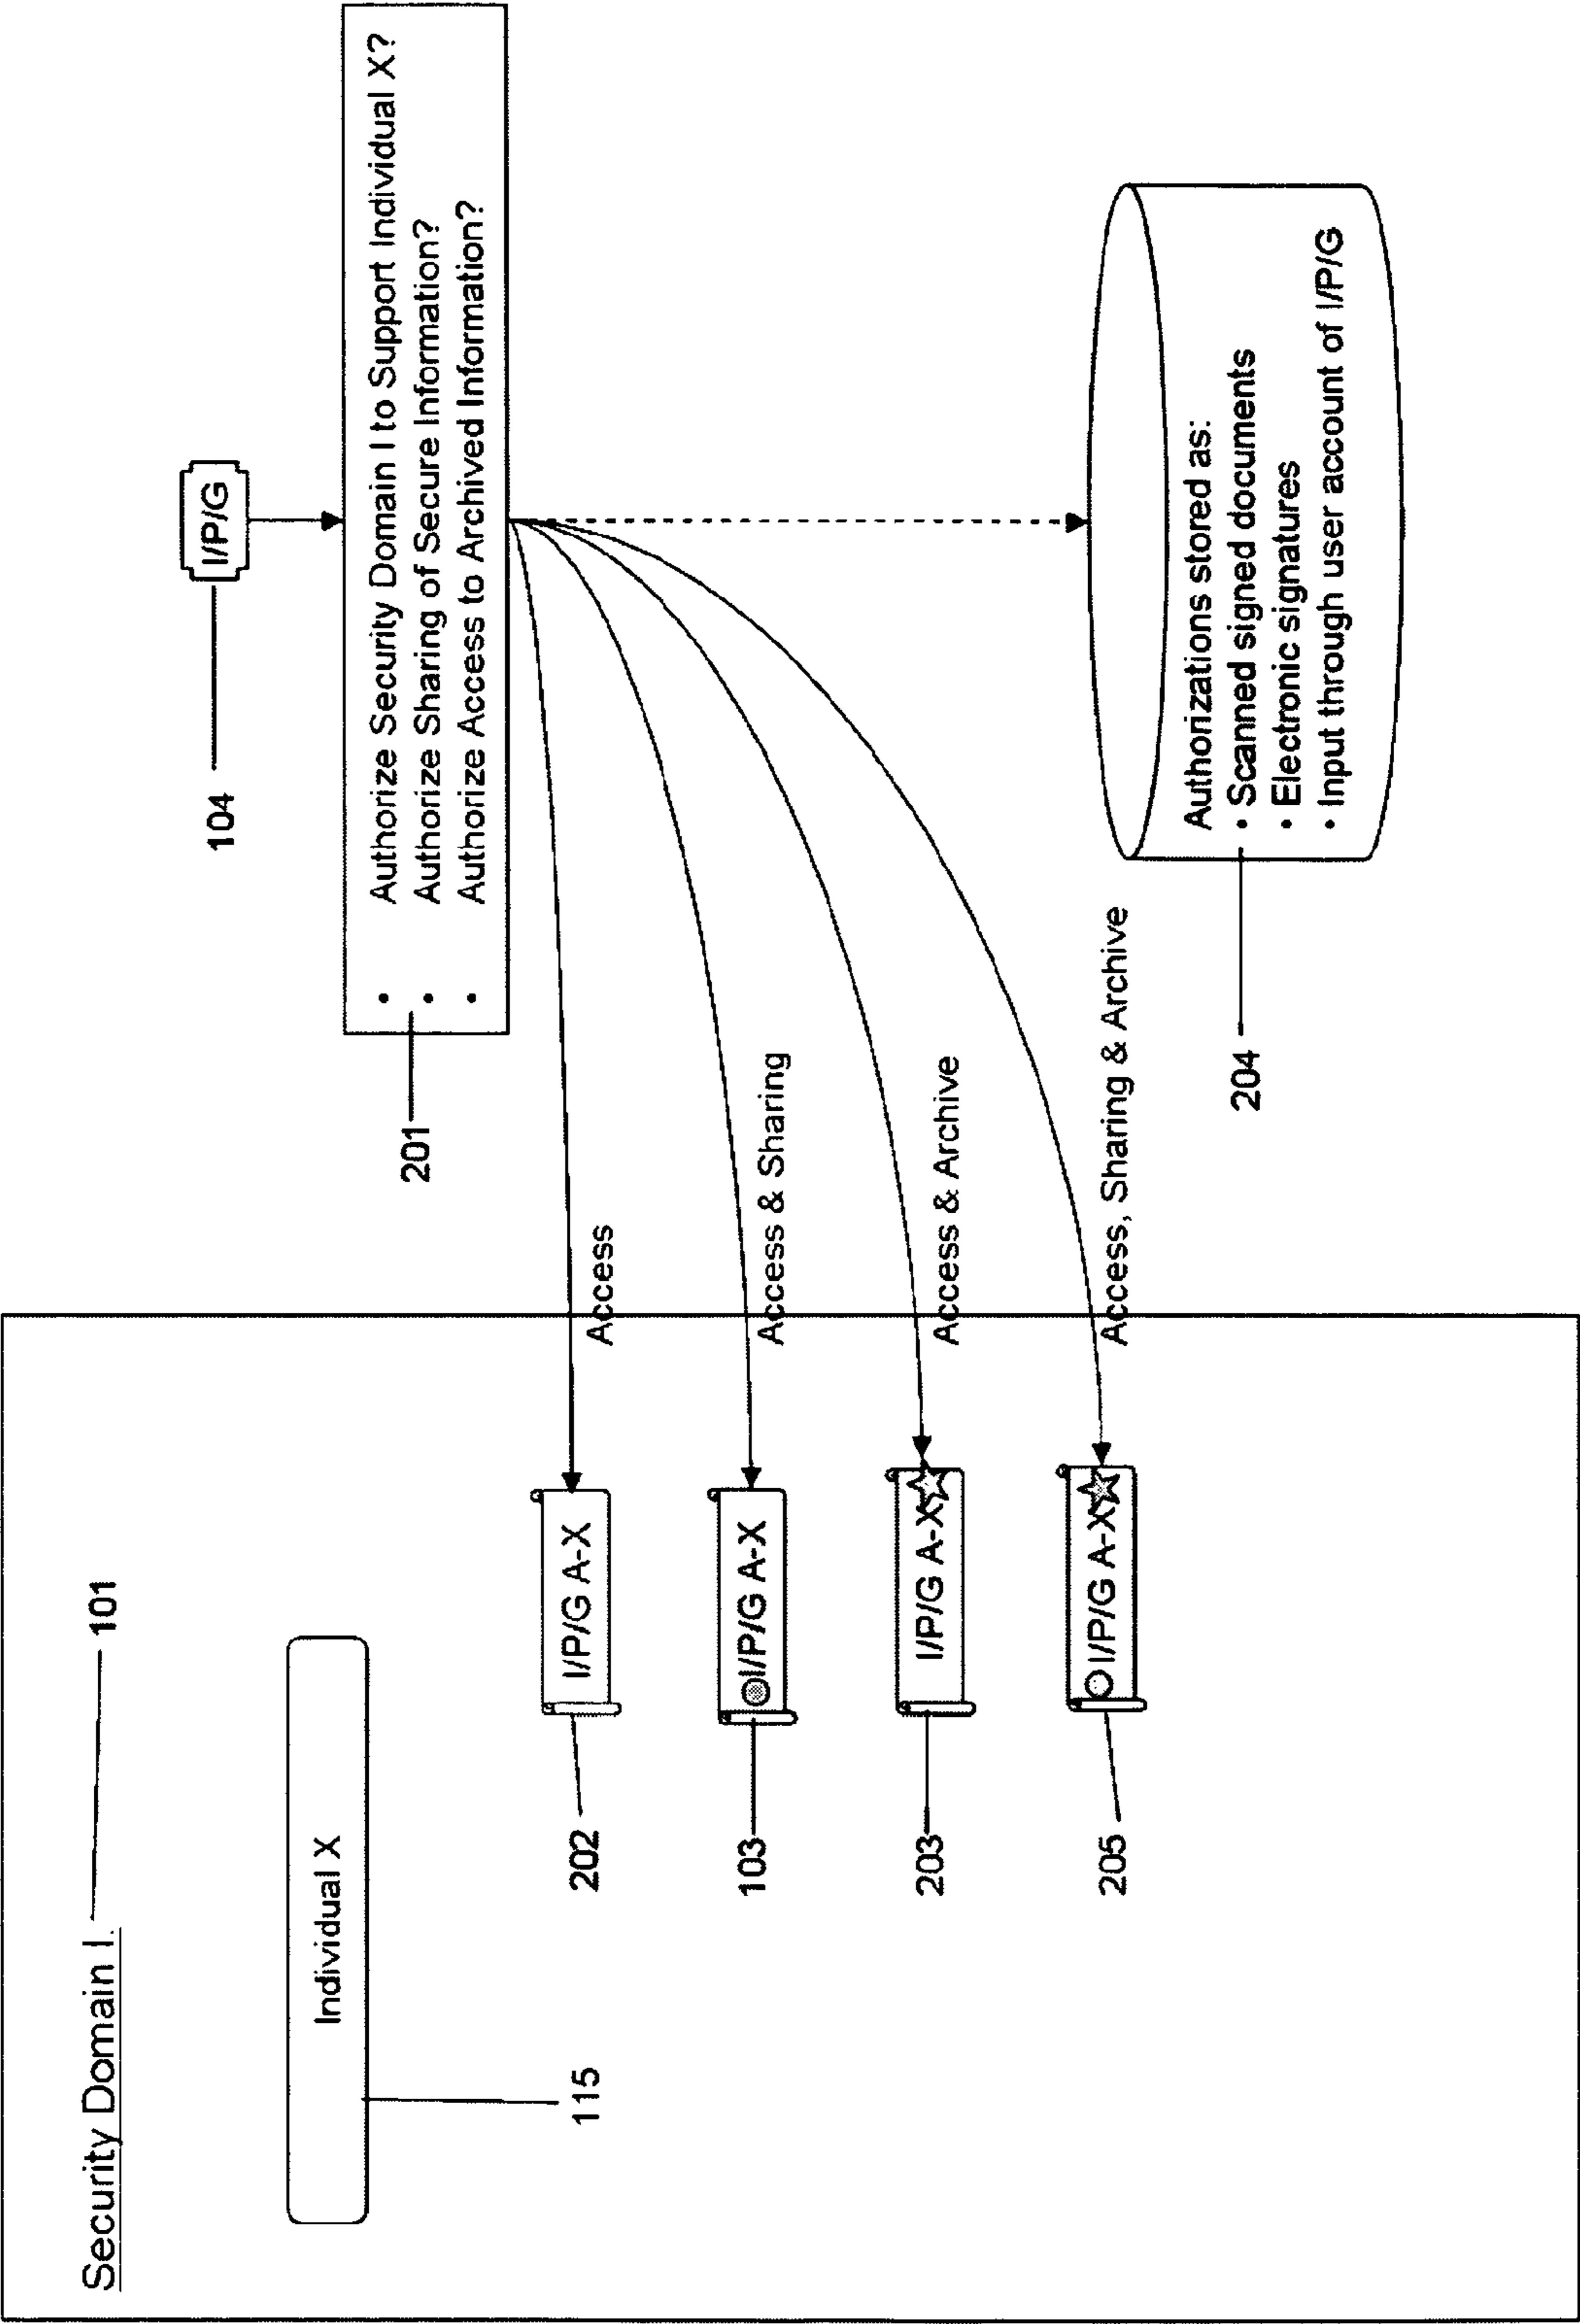 Security Domain I.
101
Individual X
115
I/P/G
104
• Authorize Security Domain I to Support Individual X?
• Authorize Sharing of Secure Information?
• Authorize Access to Archived Information?
201
I/P/G A-X
202
Access
I/P/G A-X
103
Access & Sharing
I/P/G A-X
203
Access & Archive
I/P/G A-X
205
Access, Sharing & Archive
Authorizations stored as:
• Scanned signed documents
• Electronic signatures
• Input through user account of I/P/G
204